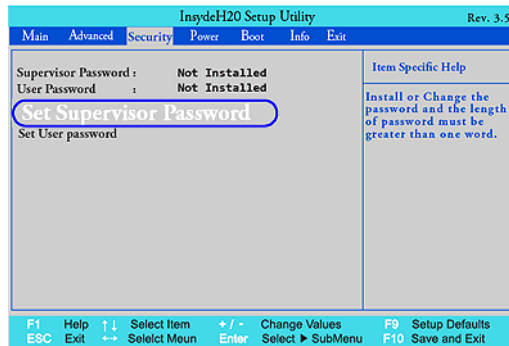 InsydeH20 Setup Utility Rev. 3.5
Main Advanced Security Power Boot Info Exit
Supervisor Password : Not Installed
User Password : Not Installed
Set Supervisor Password
Set User password
Item Specific Help
Install or Change the
password and the length
of password must be
greater than one word.
F1 Help ↑↓ Select Item +/- Change Values F9 Setup Defaults
ESC Exit ↔ Selelct Meun Enter Select ▶ SubMenu F10 Save and Exit